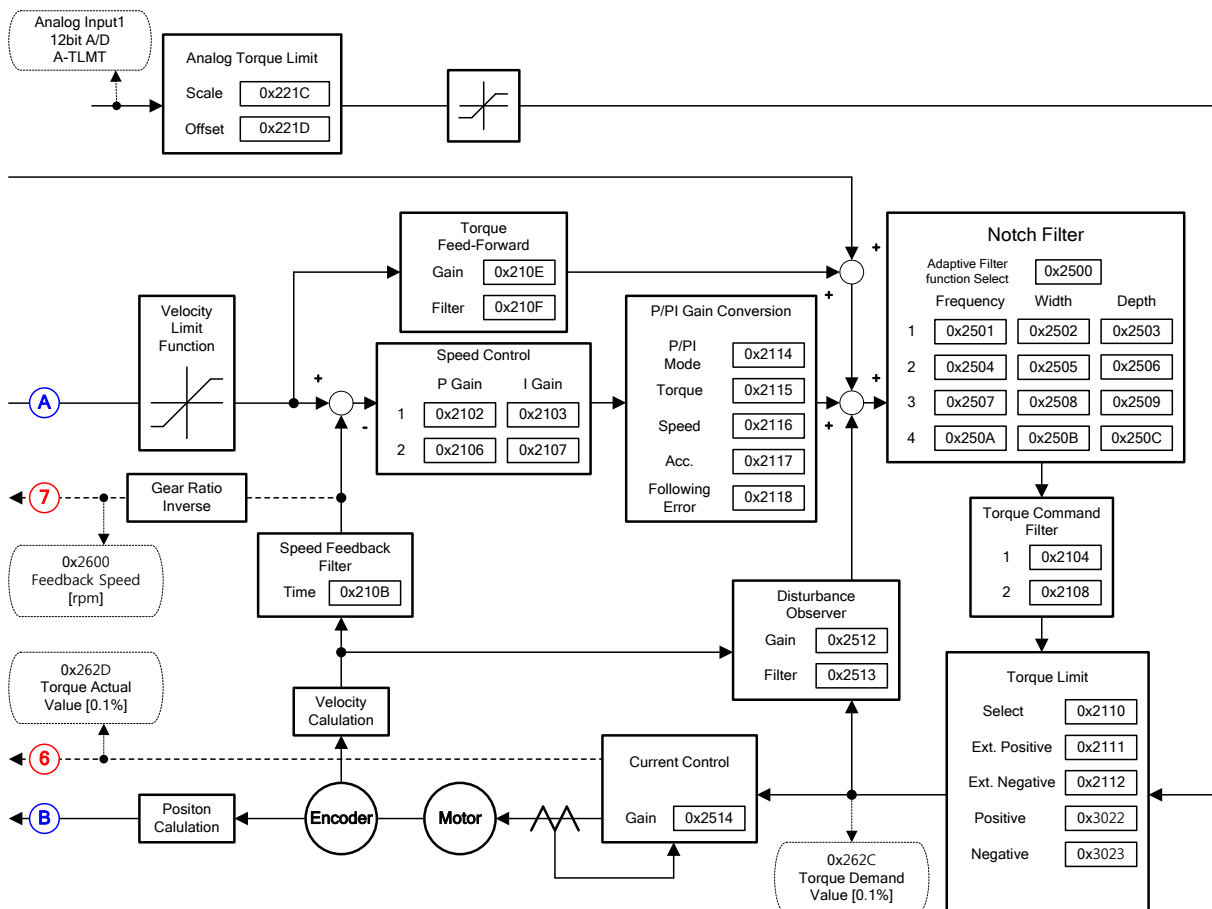 Analog Input1
12bit A/D
A-TLMT
Analog Torque Limit
Scale 0x221C
Offset 0x221D
Torque
Feed-Forward
Gain 0x210E
Filter 0x210F
+
+
Notch Filter
Adaptive Filter
function Select 0x2500
Frequency Width Depth
1 0x2501 0x2502 0x2503
2 0x2504 0x2505 0x2506
3 0x2507 0x2508 0x2509
4 0x250A 0x250B 0x250C
Velocity
Limit
Function
A
+
-
Speed Control
P Gain I Gain
1 0x2102 0x2103
2 0x2106 0x2107
P/PI Gain Conversion
P/PI
Mode 0x2114
Torque 0x2115
Speed 0x2116
Acc. 0x2117
Following
Error 0x2118
+
+
7
Gear Ratio
Inverse
0x2600
Feedback Speed
[rpm]
Speed Feedback
Filter
Time 0x210B
Torque Command
Filter
1 0x2104
2 0x2108
Disturbance
Observer
Gain 0x2512
Filter 0x2513
0x262D
Torque Actual
Value [0.1%]
Velocity
Calulation
Torque Limit
Select 0x2110
Ext. Positive 0x2111
Ext. Negative 0x2112
Positive 0x3022
Negative 0x3023
6
Current Control
Gain 0x2514
B
Positon
Calulation
Encoder
Motor
0x262C
Torque Demand
Value [0.1%]